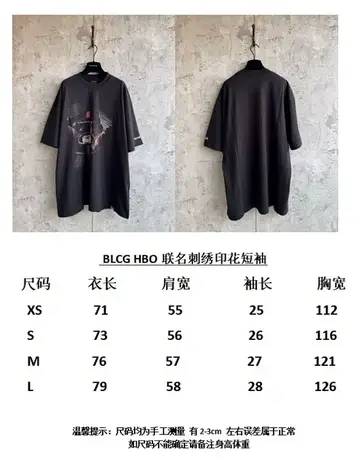 BLCG HBO 联名刺绣印花短袖
尺码 衣长 肩宽 袖长 胸宽
XS 71 55 25 112
S 73 56 26 116
M 76 57 27 121
L 79 58 28 126
温馨提示：尺码均为手工测量 有2-3cm 左右误差属于正常
如尺码不能确定请备注身高体重